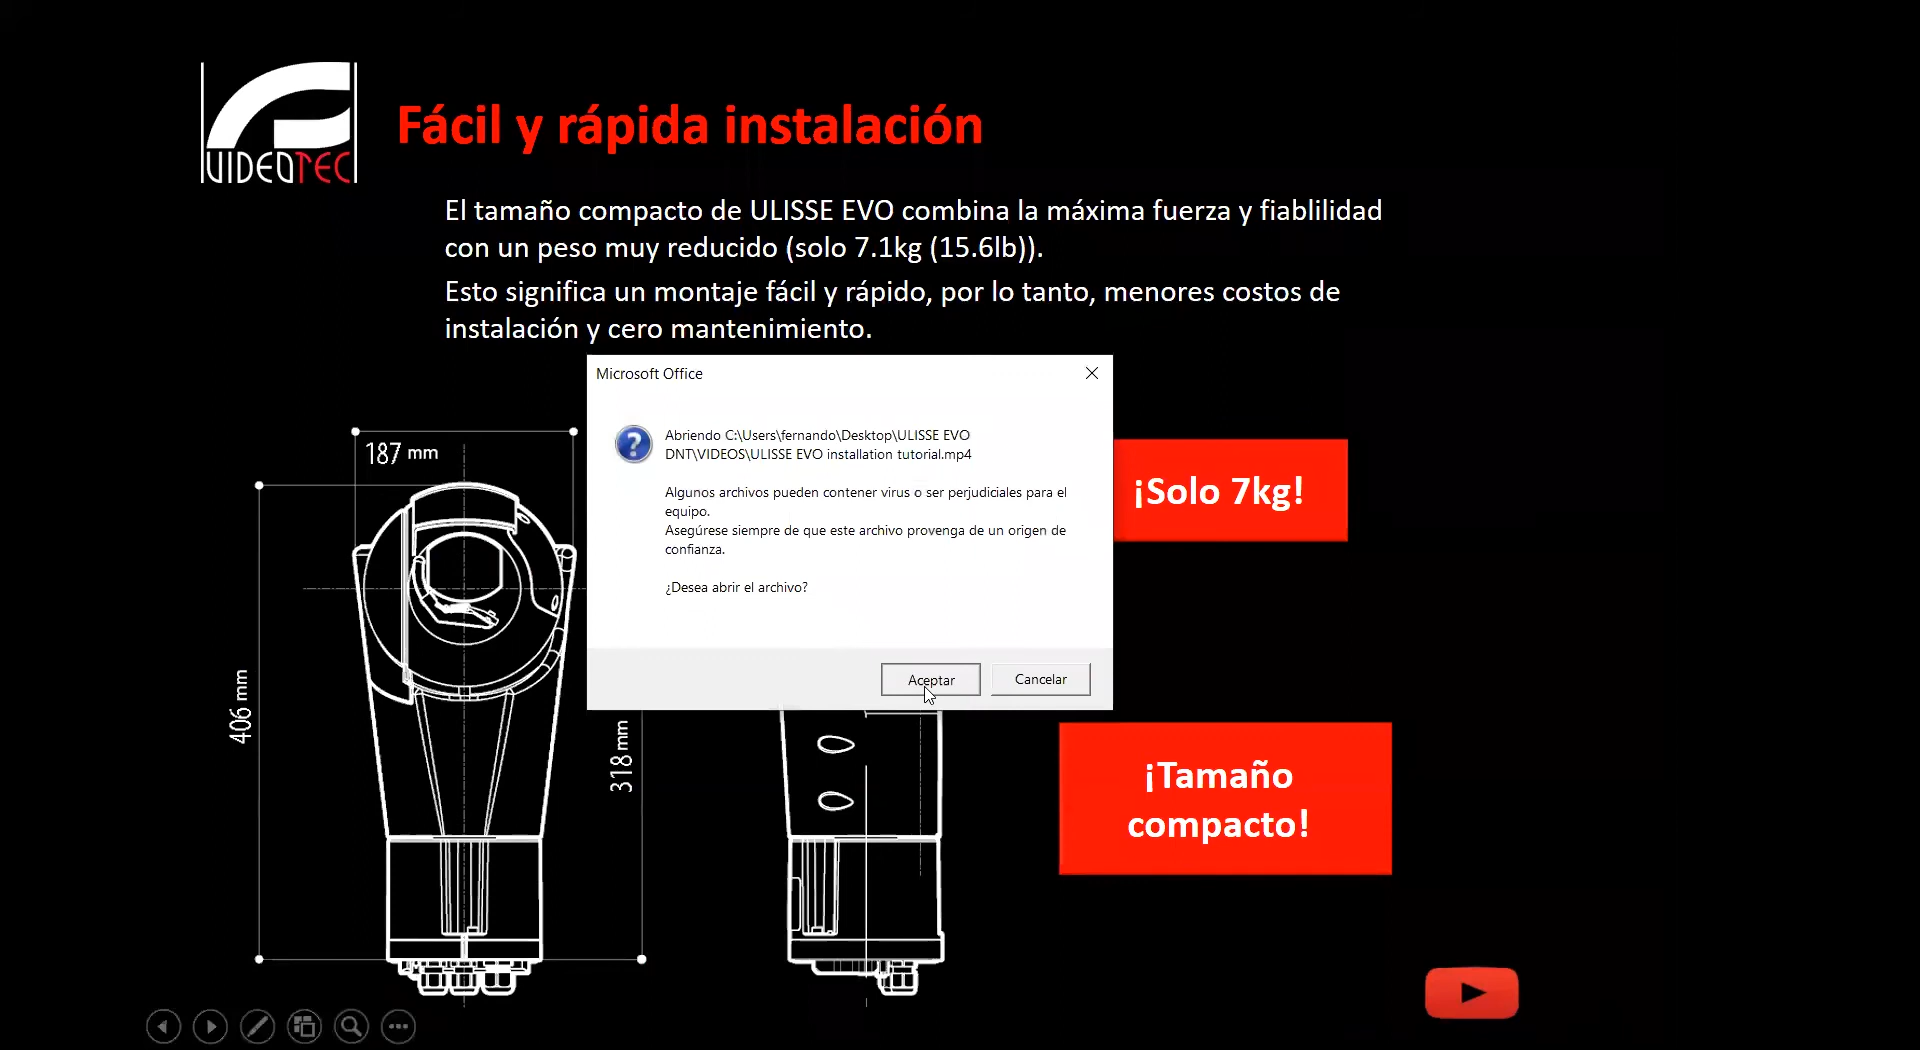 VIDEOTEC
Fácil y rápida instalación
El tamaño compacto de ULISSE EVO combina la máxima fuerza y fiablilidad
con un peso muy reducido (solo 7.1kg (15.6lb)).
Esto significa un montaje fácil y rápido, por lo tanto, menores costos de
instalación y cero mantenimiento.
Microsoft Office
Abriendo C:\Users\fernando\Desktop\ULISSE EVO
DNT\VIDEOS\ULISSE EVO installation tutorial.mp4
Algunos archivos pueden contener virus o ser perjudiciales para el
equipo.
Asegúrese siempre de que este archivo provenga de un origen de
confianza.
¿Desea abrir el archivo?
Aceptar
Cancelar
187 mm
406 mm
318 mm
¡Solo 7kg!
¡Tamaño
compacto!